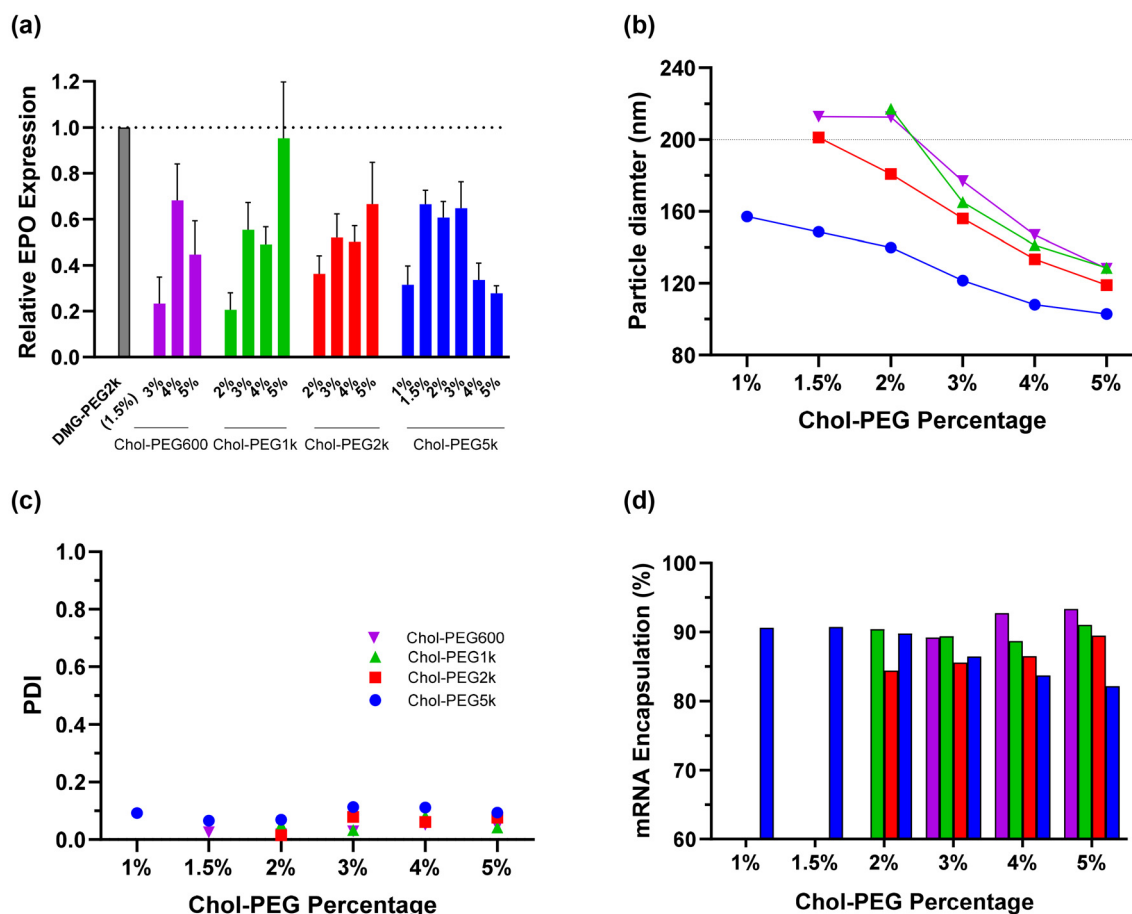 (a)
Relative EPO Expression
1.2
1.0
0.8
0.6
0.4
0.2
0.0
DMG-PEG2k
(1.5%)
3% 4% 5%
2% 3% 4% 5%
2% 3% 4% 5%
1% 1.5% 2% 3% 4% 5%
Chol-PEG600 Chol-PEG1k Chol-PEG2k Chol-PEG5k
(b)
Particle diamter (nm)
240
200
160
120
80
1% 1.5% 2% 3% 4% 5%
Chol-PEG Percentage
(c)
PDI
1.0
0.8
0.6
0.4
0.2
0.0
Chol-PEG600
Chol-PEG1k
Chol-PEG2k
Chol-PEG5k
1% 1.5% 2% 3% 4% 5%
Chol-PEG Percentage
(d)
mRNA Encapsulation (%)
100
90
80
70
60
1% 1.5% 2% 3% 4% 5%
Chol-PEG Percentage